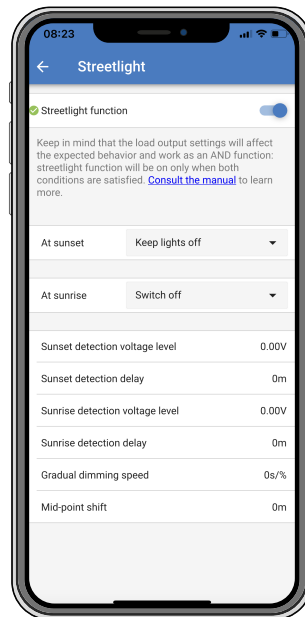 08:23
Streetlight
Streetlight function
Keep in mind that the load output settings will affect
the expected behavior and work as an AND function:
streetlight function will be on only when both
conditions are satisfied. Consult the manual to learn
more.
At sunset Keep lights off
At sunrise Switch off
Sunset detection voltage level 0.00V
Sunset detection delay 0m
Sunrise detection voltage level 0.00V
Sunrise detection delay 0m
Gradual dimming speed 0s/%
Mid-point shift 0m